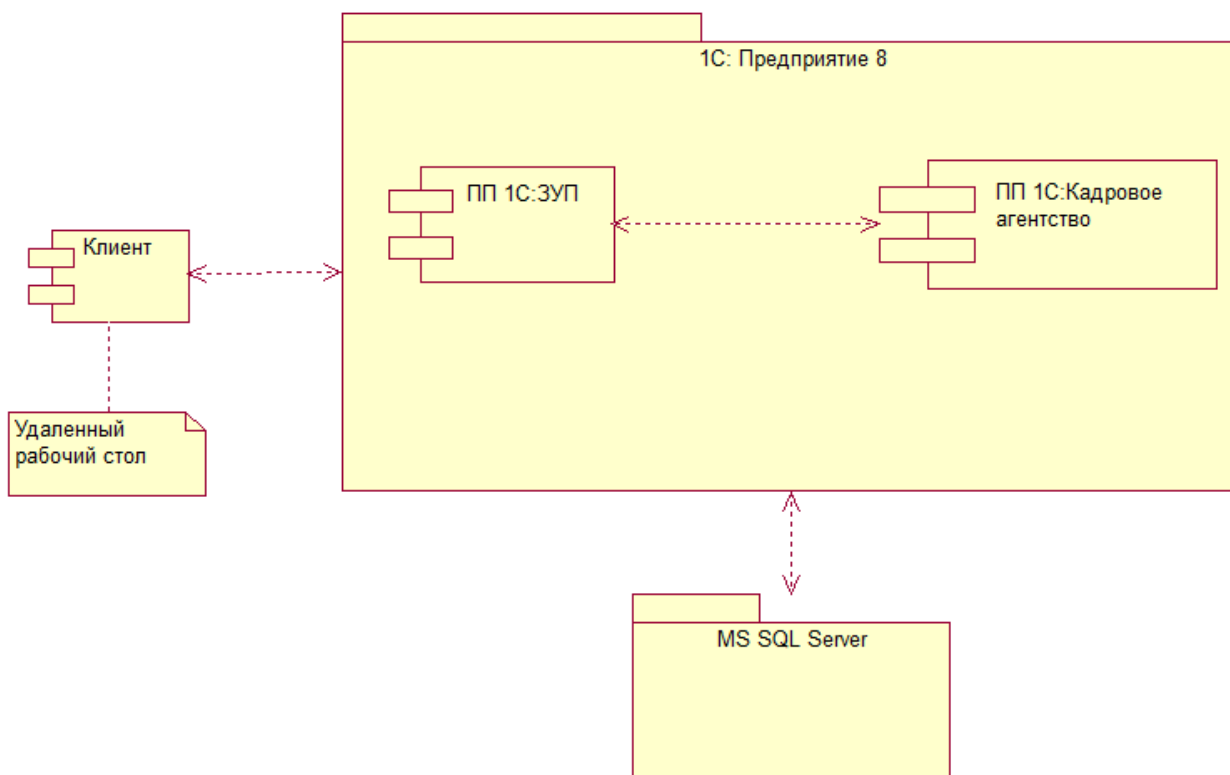 1С: Предприятие 8
ПП 1С:ЗУП
ПП 1С:Кадровое
агентство
Клиент
Удаленный
рабочий стол
MS SQL Server